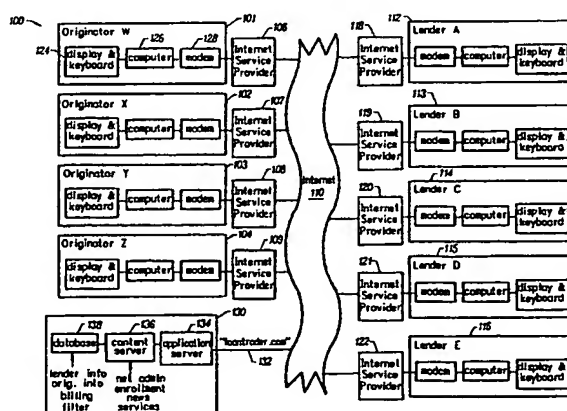 100
Originator W
101
124
126
128
display &
keyboard
computer
modem
106
Internet
Service
Provider
Originator X
102
display &
keyboard
computer
modem
107
Internet
Service
Provider
Originator Y
103
display &
keyboard
computer
modem
108
Internet
Service
Provider
Originator Z
104
display &
keyboard
computer
modem
109
Internet
Service
Provider
130
138
136
134
database
content
server
application
server
"loantrader.com"
132
lender info
orig. info
billing
filter
net admin
enrollment
news
services
Internet
110
118
Internet
Service
Provider
112
Lender A
modem
computer
display &
keyboard
119
Internet
Service
Provider
113
Lender B
modem
computer
display &
keyboard
120
Internet
Service
Provider
114
Lender C
modem
computer
display &
keyboard
121
Internet
Service
Provider
115
Lender D
modem
computer
display &
keyboard
122
Internet
Service
Provider
116
Lender E
modem
computer
display &
keyboard